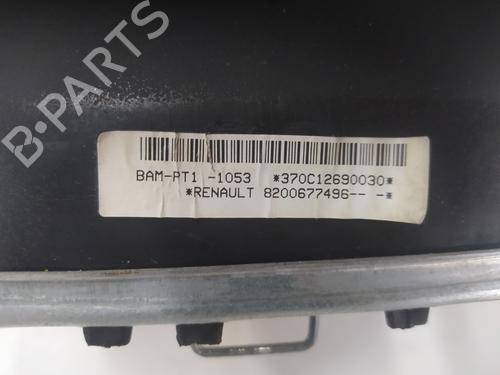 B-PARTS
BAM-PT1 -1053 *370C12690030*
*RENAULT 8200677496-- -*